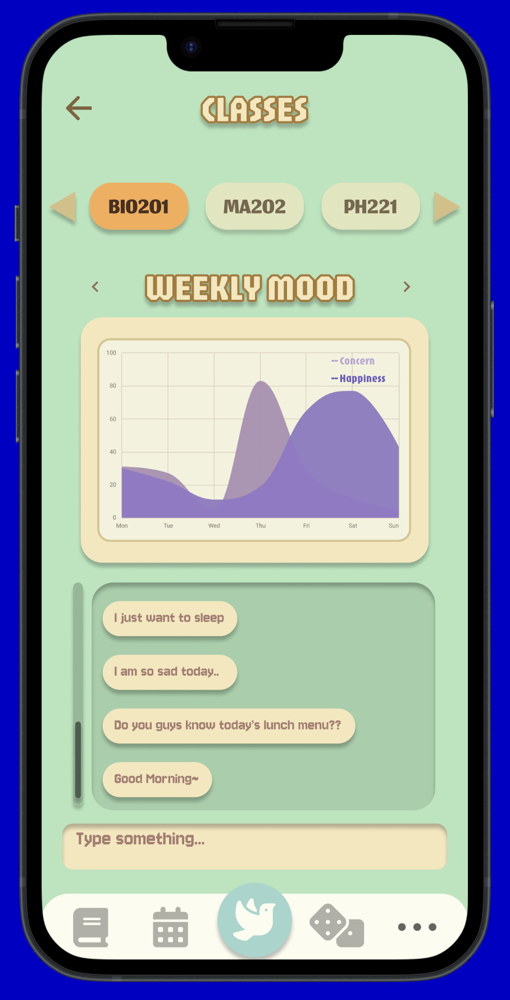 CLASSES
BIO201 MA202 PH221
WEEKLY MOOD
100
80
60
40
20
0
-- Concern
-- Happiness
Mon Tue Wed Thu Fri Sat Sun
I just want to sleep
I am so sad today..
Do you guys know today's lunch menu??
Good Morning~
Type something...